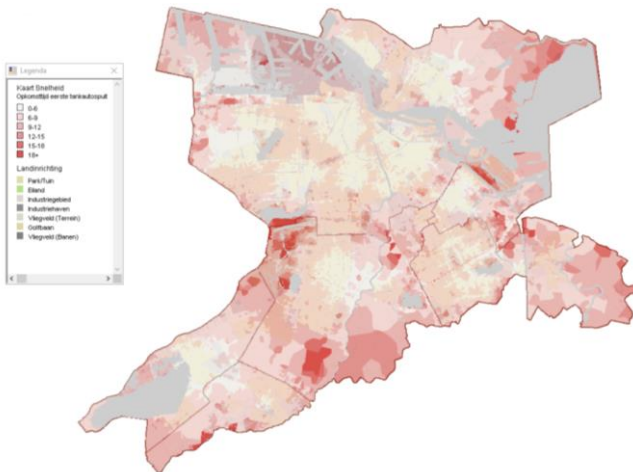 Legenda
Kaart Snelheid
Opkomsttijd eerste tankautospuit
0-6
6-9
9-12
12-15
15-18
18+
Landinrichting
Park/Tuin
Eiland
Industriegebied
Industriehaven
Vliegveld (Terrein)
Golfbaan
Vliegveld (Banen)